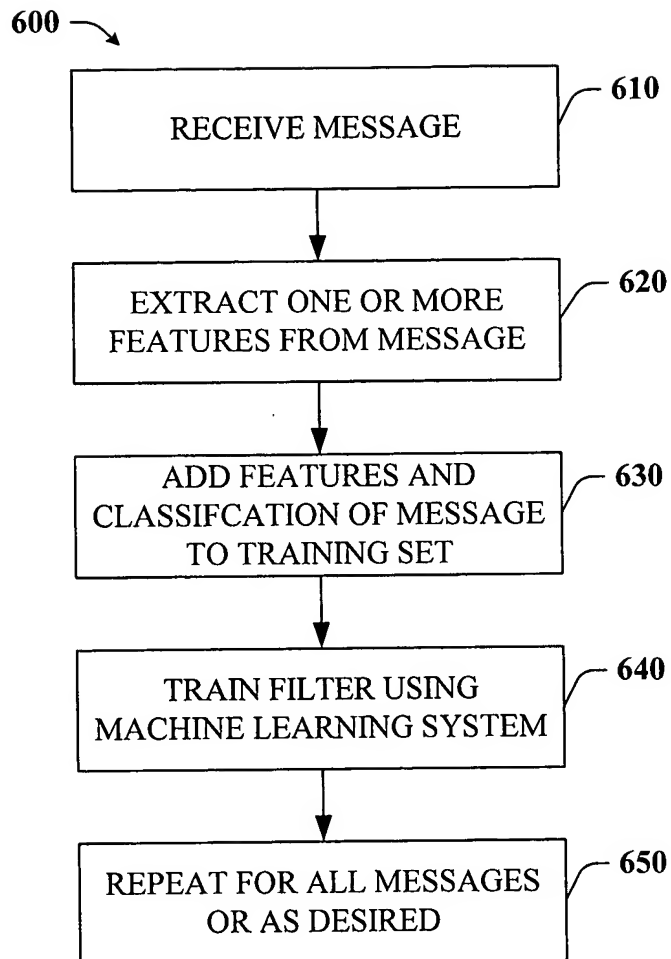 600
RECEIVE MESSAGE
610
EXTRACT ONE OR MORE
FEATURES FROM MESSAGE
620
ADD FEATURES AND
CLASSIFCATION OF MESSAGE
TO TRAINING SET
630
TRAIN FILTER USING
MACHINE LEARNING SYSTEM
640
REPEAT FOR ALL MESSAGES
OR AS DESIRED
650